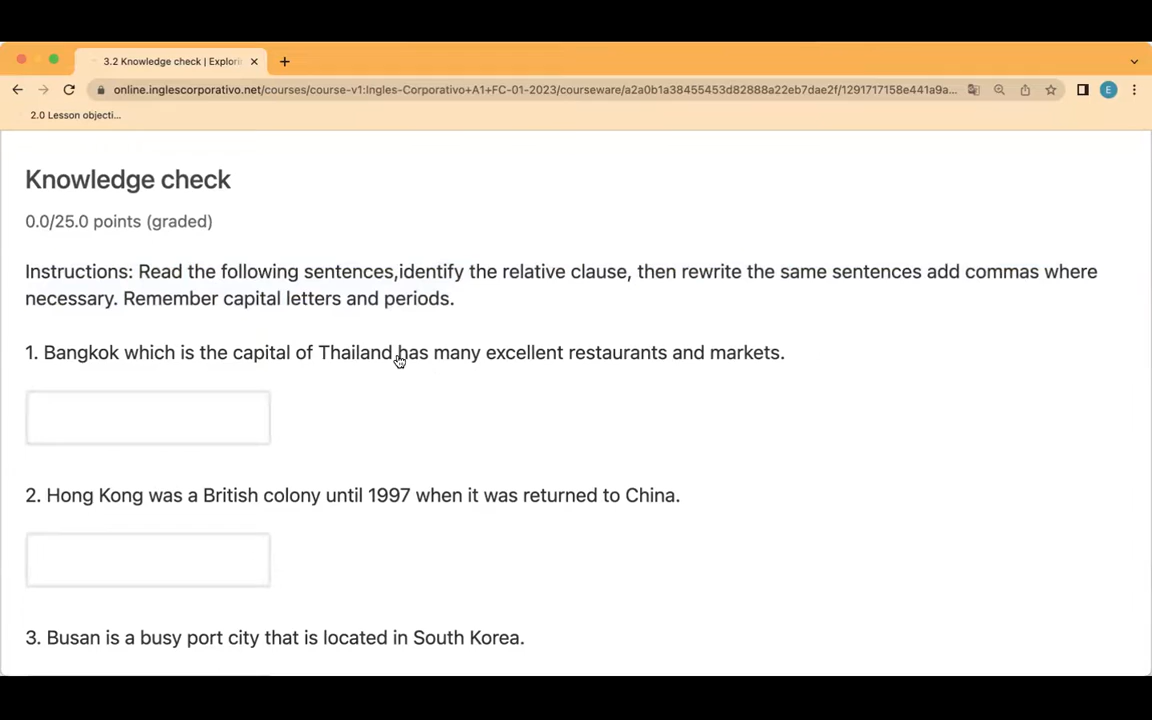 3.2 Knowledge check | Explori
online.inglescorporativo.net/courses/course-v1:Ingles-Corporativo+A1+FC-01-2023/courseware/a2a0b1a38455453d82888a22eb7dae2f/1291717158e441a9a...
E
2.0 Lesson objecti...
Knowledge check
0.0/25.0 points (graded)
Instructions: Read the following sentences,identify the relative clause, then rewrite the same sentences add commas where
necessary. Remember capital letters and periods.
1. Bangkok which is the capital of Thailand has many excellent restaurants and markets.
2. Hong Kong was a British colony until 1997 when it was returned to China.
3. Busan is a busy port city that is located in South Korea.